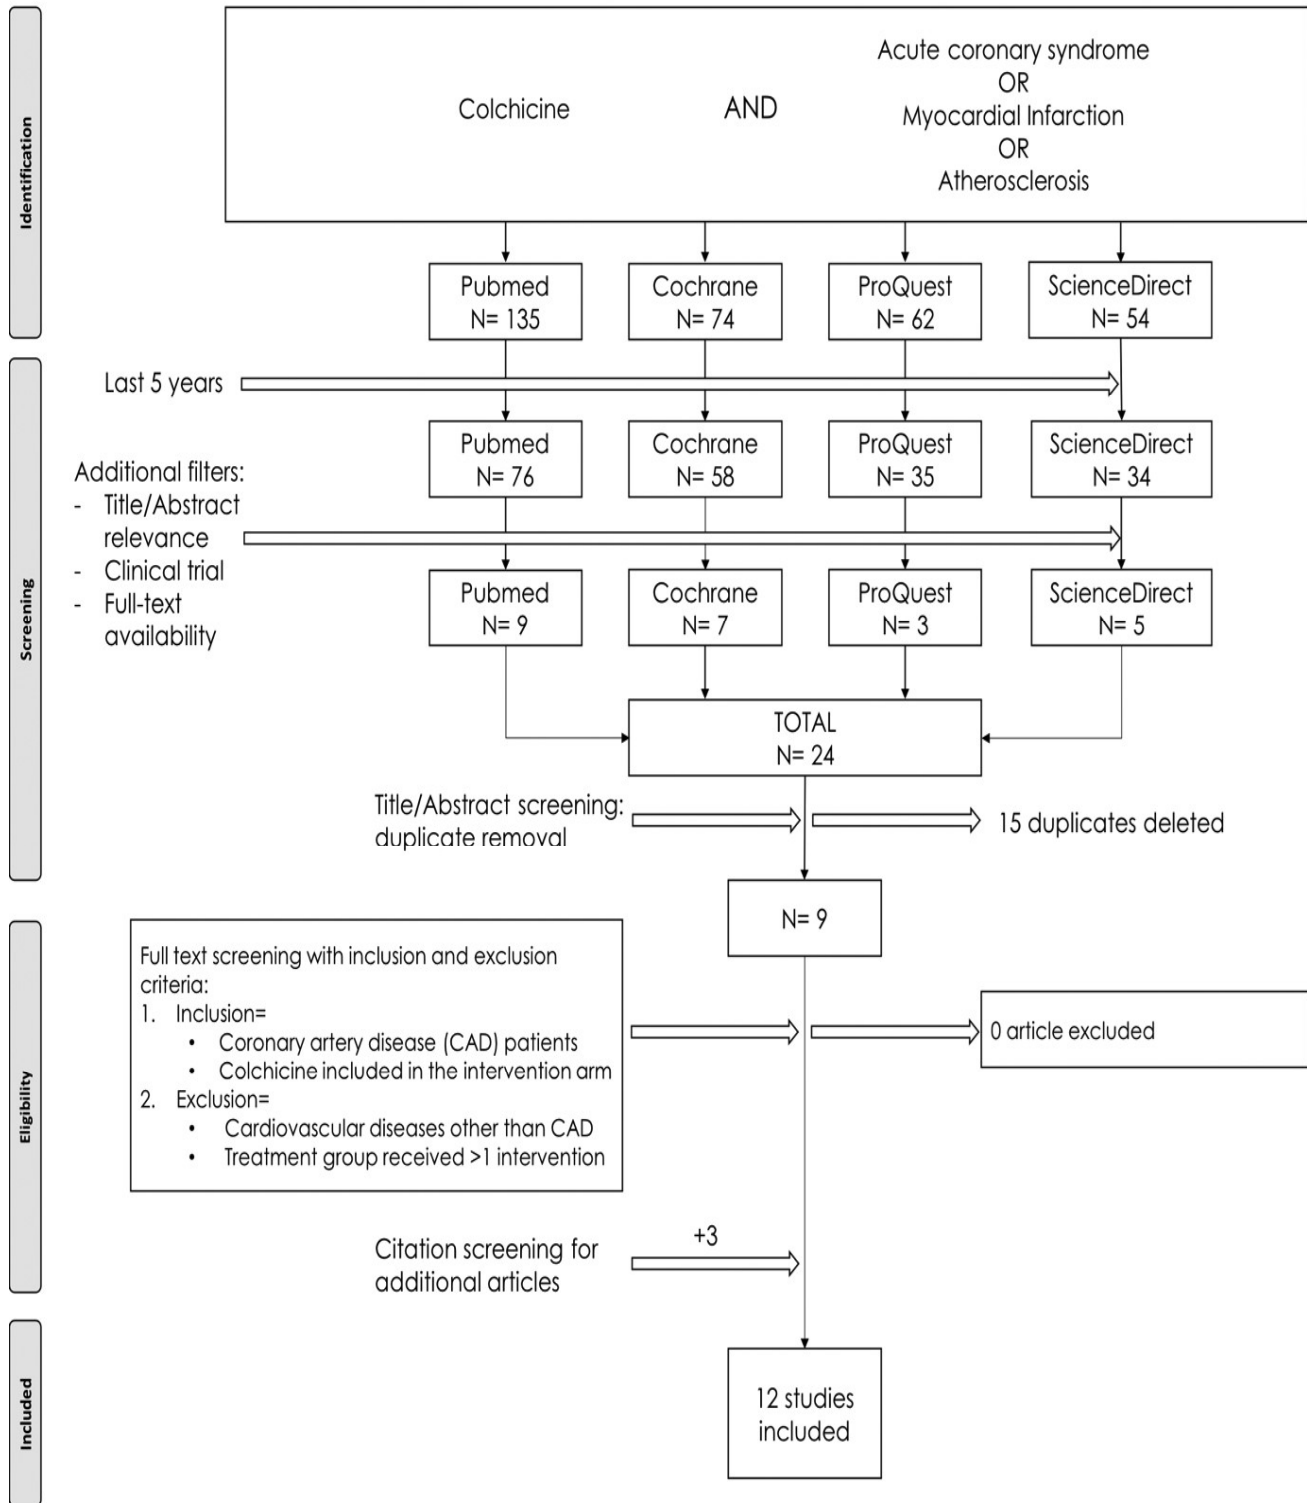 Identification
Colchicine
AND
Acute coronary syndrome
OR
Myocardial Infarction
OR
Atherosclerosis
Pubmed
N= 135
Cochrane
N= 74
ProQuest
N= 62
ScienceDirect
N= 54
Screening
Last 5 years
Pubmed
N= 76
Cochrane
N= 58
ProQuest
N= 35
ScienceDirect
N= 34
Additional filters:
- Title/Abstract
relevance
- Clinical trial
- Full-text
availability
Pubmed
N= 9
Cochrane
N= 7
ProQuest
N= 3
ScienceDirect
N= 5
TOTAL
N= 24
Title/Abstract screening:
duplicate removal
15 duplicates deleted
N= 9
Eligibility
Full text screening with inclusion and exclusion
criteria:
1. Inclusion=
• Coronary artery disease (CAD) patients
• Colchicine included in the intervention arm
2. Exclusion=
• Cardiovascular diseases other than CAD
• Treatment group received >1 intervention
0 article excluded
Citation screening for
additional articles
+3
Included
12 studies
included